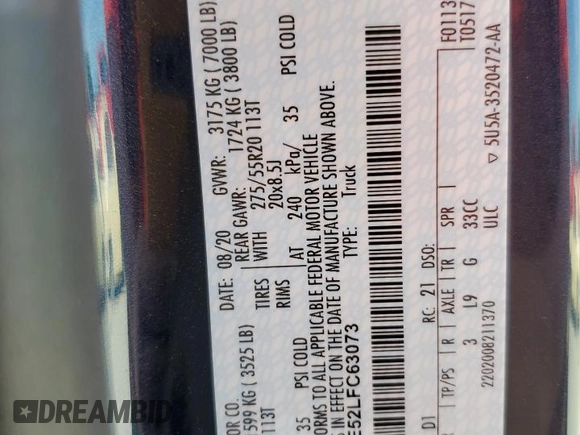 DATE: 08/20 GVWR: 3175 KG ( 7000 LB)
OR CO. REAR GAWR: 1724 KG ( 3800 LB)
599 KG ( 3525 LB) WITH 275/55R20 113T
113T TIRES
RIMS 20x8.5J
35 PSI COLD AT 240 kPa/ 35 PSI COLD
ORMS TO ALL APPLICABLE FEDERAL MOTOR VEHICLE
S IN EFFECT ON THE DATE OF MANUFACTURE SHOWN ABOVE.
E52LFC63073 TYPE: Truck
F0113
T0517
D1 RC: 21 DSO:
TP/PS R AXLE TR SPR
3 L9 G 33CC
2202008211370 ULC
▽ 5U5A-3520472-AA
DREAMBID